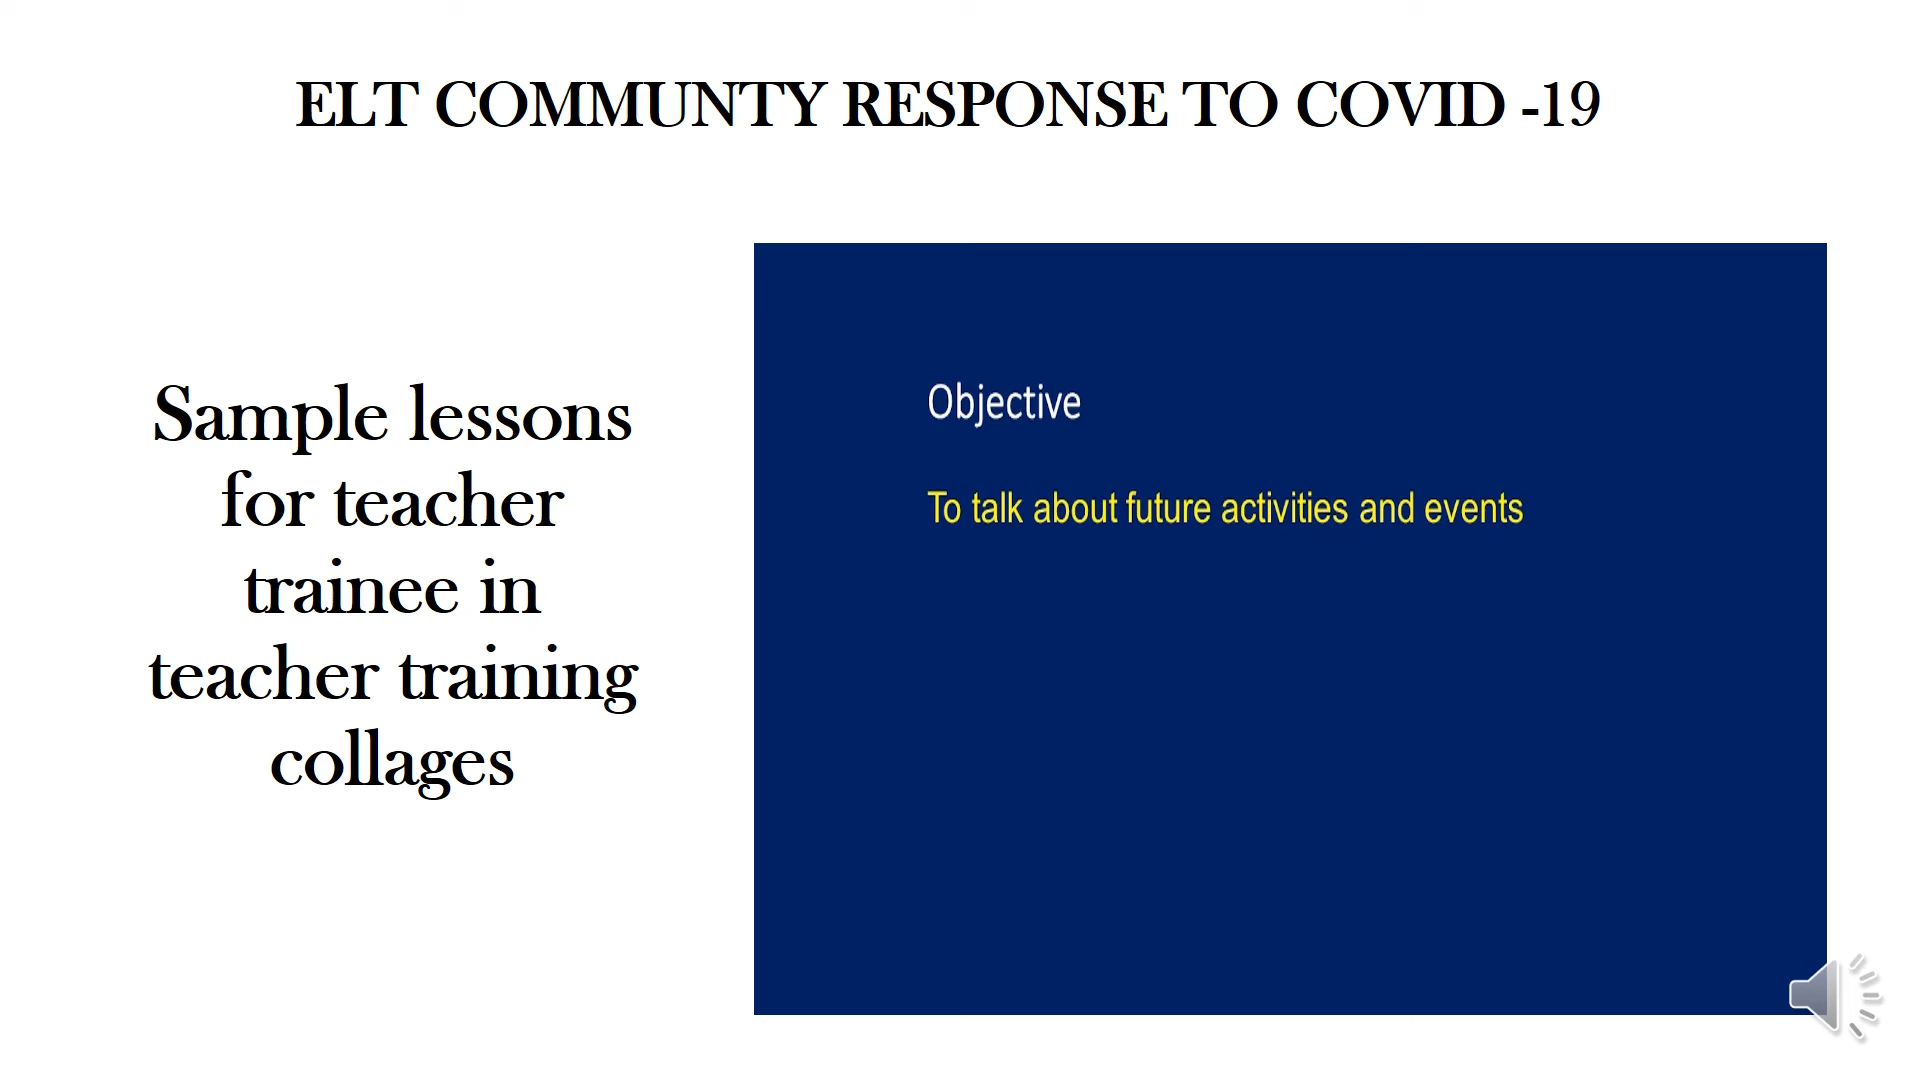 ELT COMMUNTY RESPONSE TO COVID -19
Sample lessons
for teacher
trainee in
teacher training
collages
Objective
To talk about future activities and events